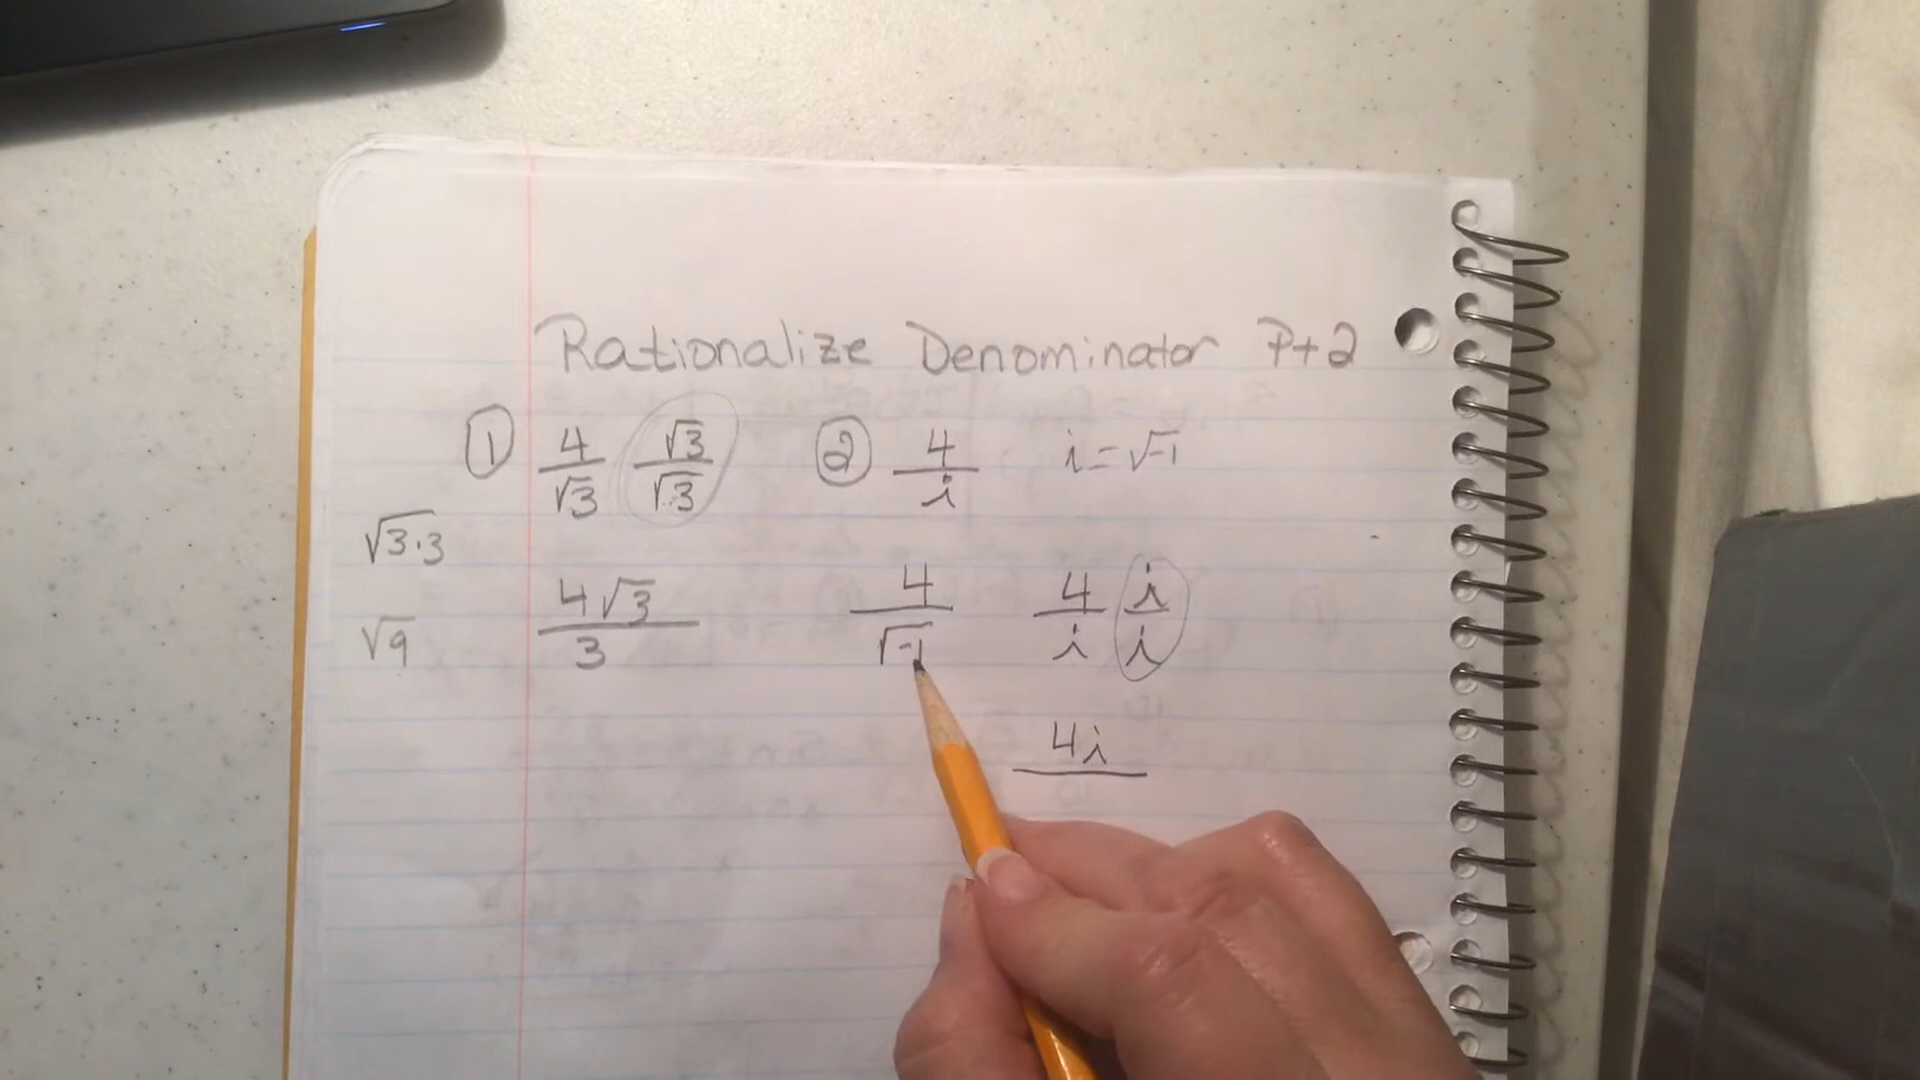 Rationalize Denominator Pt 2
① 4/√3 √3/√3
√3·3
√9
4√3/3
② 4/i i=√-1
4/√-1 4/i i/i
4i